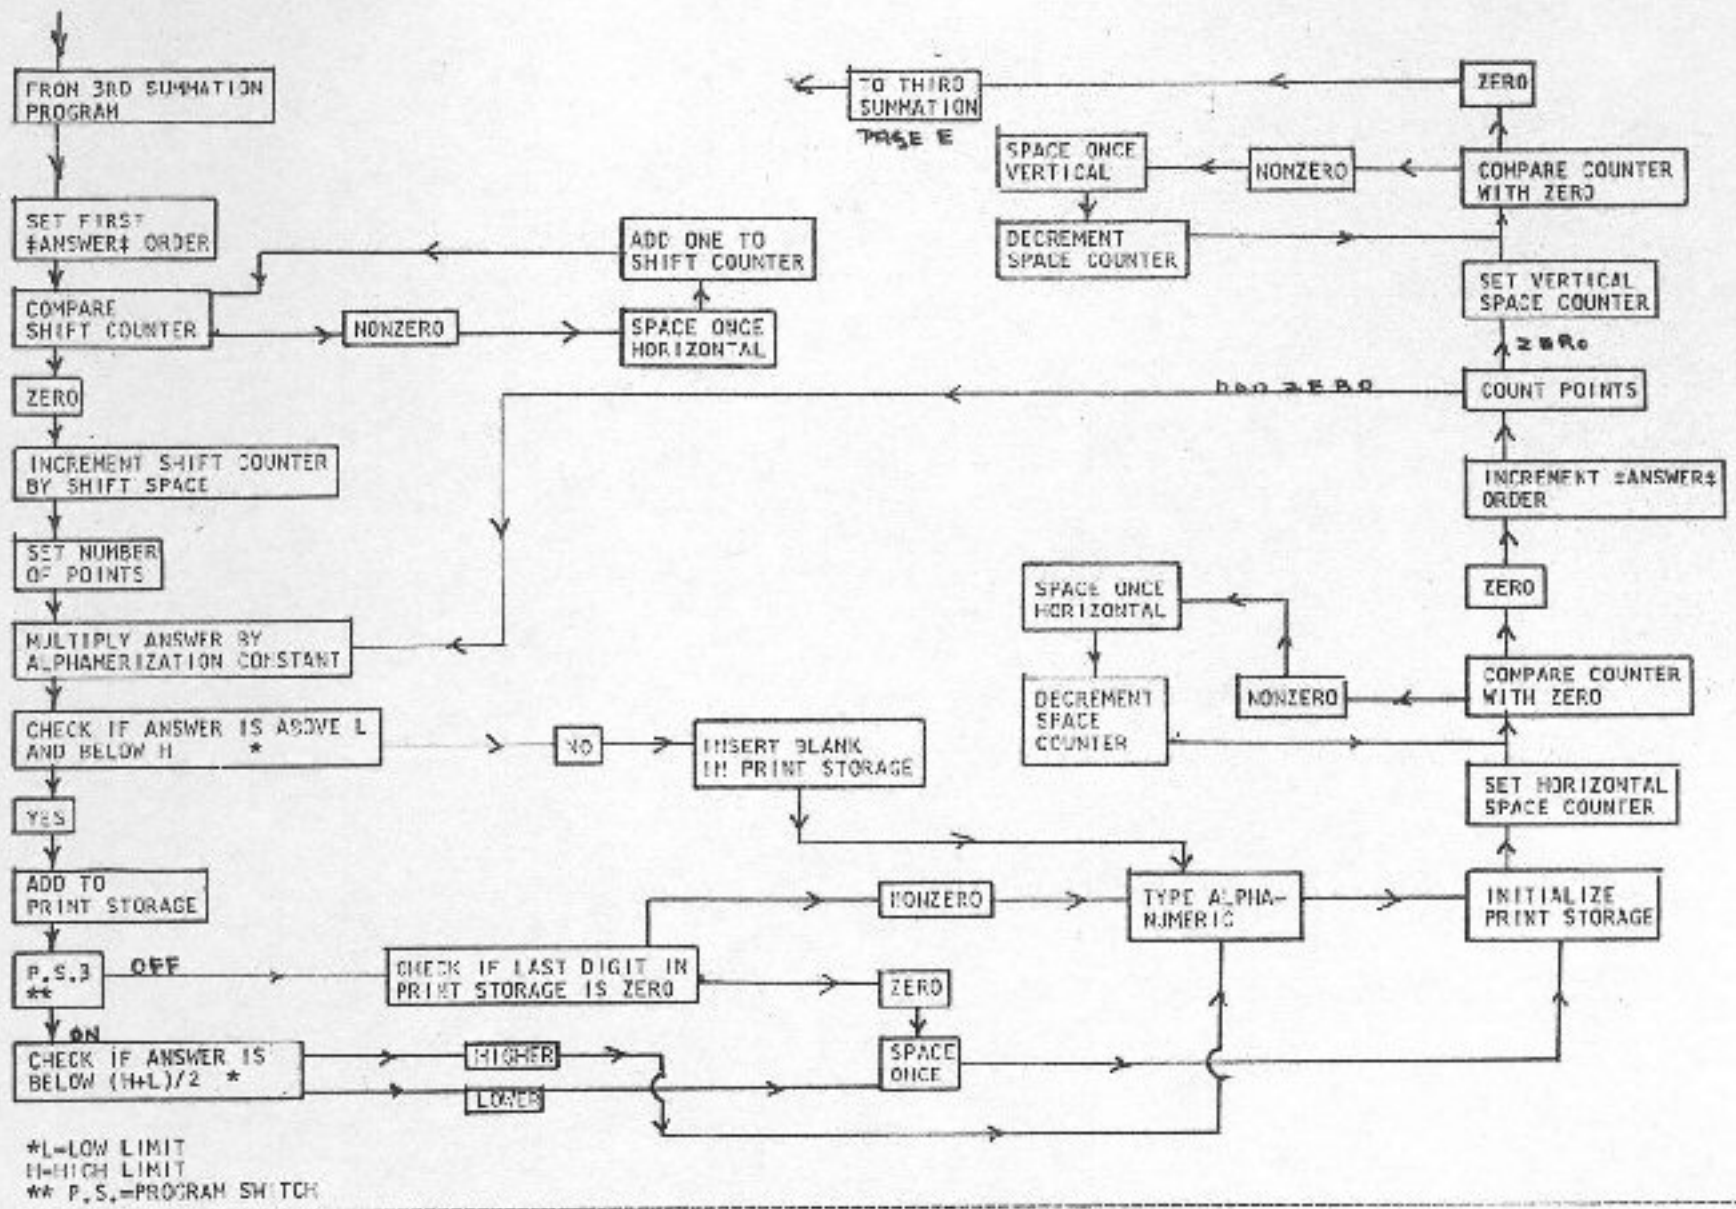 FROM 3RD SUMMATION
PROGRAM
SET FIRST
$ANSWER$ ORDER
COMPARE
SHIFT COUNTER
NONZERO
SPACE ONCE
HORIZONTAL
ADD ONE TO
SHIFT COUNTER
ZERO
INCREMENT SHIFT COUNTER
BY SHIFT SPACE
SET NUMBER
OF POINTS
MULTIPLY ANSWER BY
ALPHAMERIZATION CONSTANT
CHECK IF ANSWER IS ABOVE L
AND BELOW H *
NO
INSERT BLANK
IN PRINT STORAGE
YES
ADD TO
PRINT STORAGE
P.S.3
**
OFF
CHECK IF LAST DIGIT IN
PRINT STORAGE IS ZERO
NONZERO
ZERO
SPACE
ONCE
ON
CHECK IF ANSWER IS
BELOW (H+L)/2 *
HIGHER
LOWER
TYPE ALPHA-
NUMERIC
INITIALIZE
PRINT STORAGE
SET HORIZONTAL
SPACE COUNTER
COMPARE COUNTER
WITH ZERO
NONZERO
SPACE ONCE
HORIZONTAL
DECREMENT
SPACE
COUNTER
ZERO
INCREMENT $ANSWER$
ORDER
COUNT POINTS
NON ZERO
ZERO
SET VERTICAL
SPACE COUNTER
COMPARE COUNTER
WITH ZERO
NONZERO
SPACE ONCE
VERTICAL
DECREMENT
SPACE COUNTER
ZERO
TO THIRD
SUMMATION
PAGE E
*L=LOW LIMIT
H=HIGH LIMIT
** P.S.=PROGRAM SWITCH